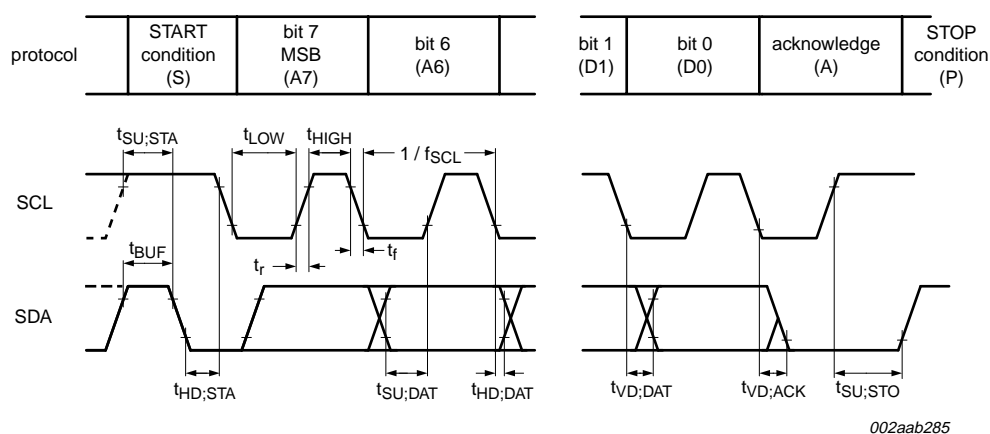 protocol
START
condition
(S)
bit 7
MSB
(A7)
bit 6
(A6)
bit 1
(D1)
bit 0
(D0)
acknowledge
(A)
STOP
condition
(P)
tSU;STA
tLOW
tHIGH
1 / fSCL
SCL
tBUF
tr
tf
SDA
tHD;STA
tSU;DAT
tHD;DAT
tVD;DAT
tVD;ACK
tSU;STO
002aab285